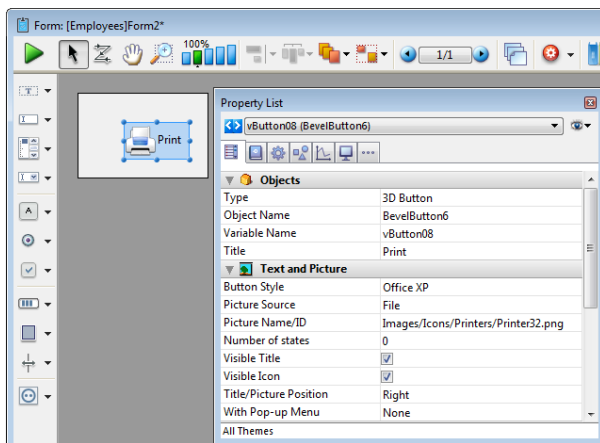 Form: [Employees]Form2*
100%
1/1
Print
A
Property List
vButton08 (BevelButton6)
Objects
Type 3D Button
Object Name BevelButton6
Variable Name vButton08
Title Print
Text and Picture
Button Style Office XP
Picture Source File
Picture Name/ID Images/Icons/Printers/Printer32.png
Number of states 0
Visible Title
Visible Icon
Title/Picture Position Right
With Pop-up Menu None
All Themes